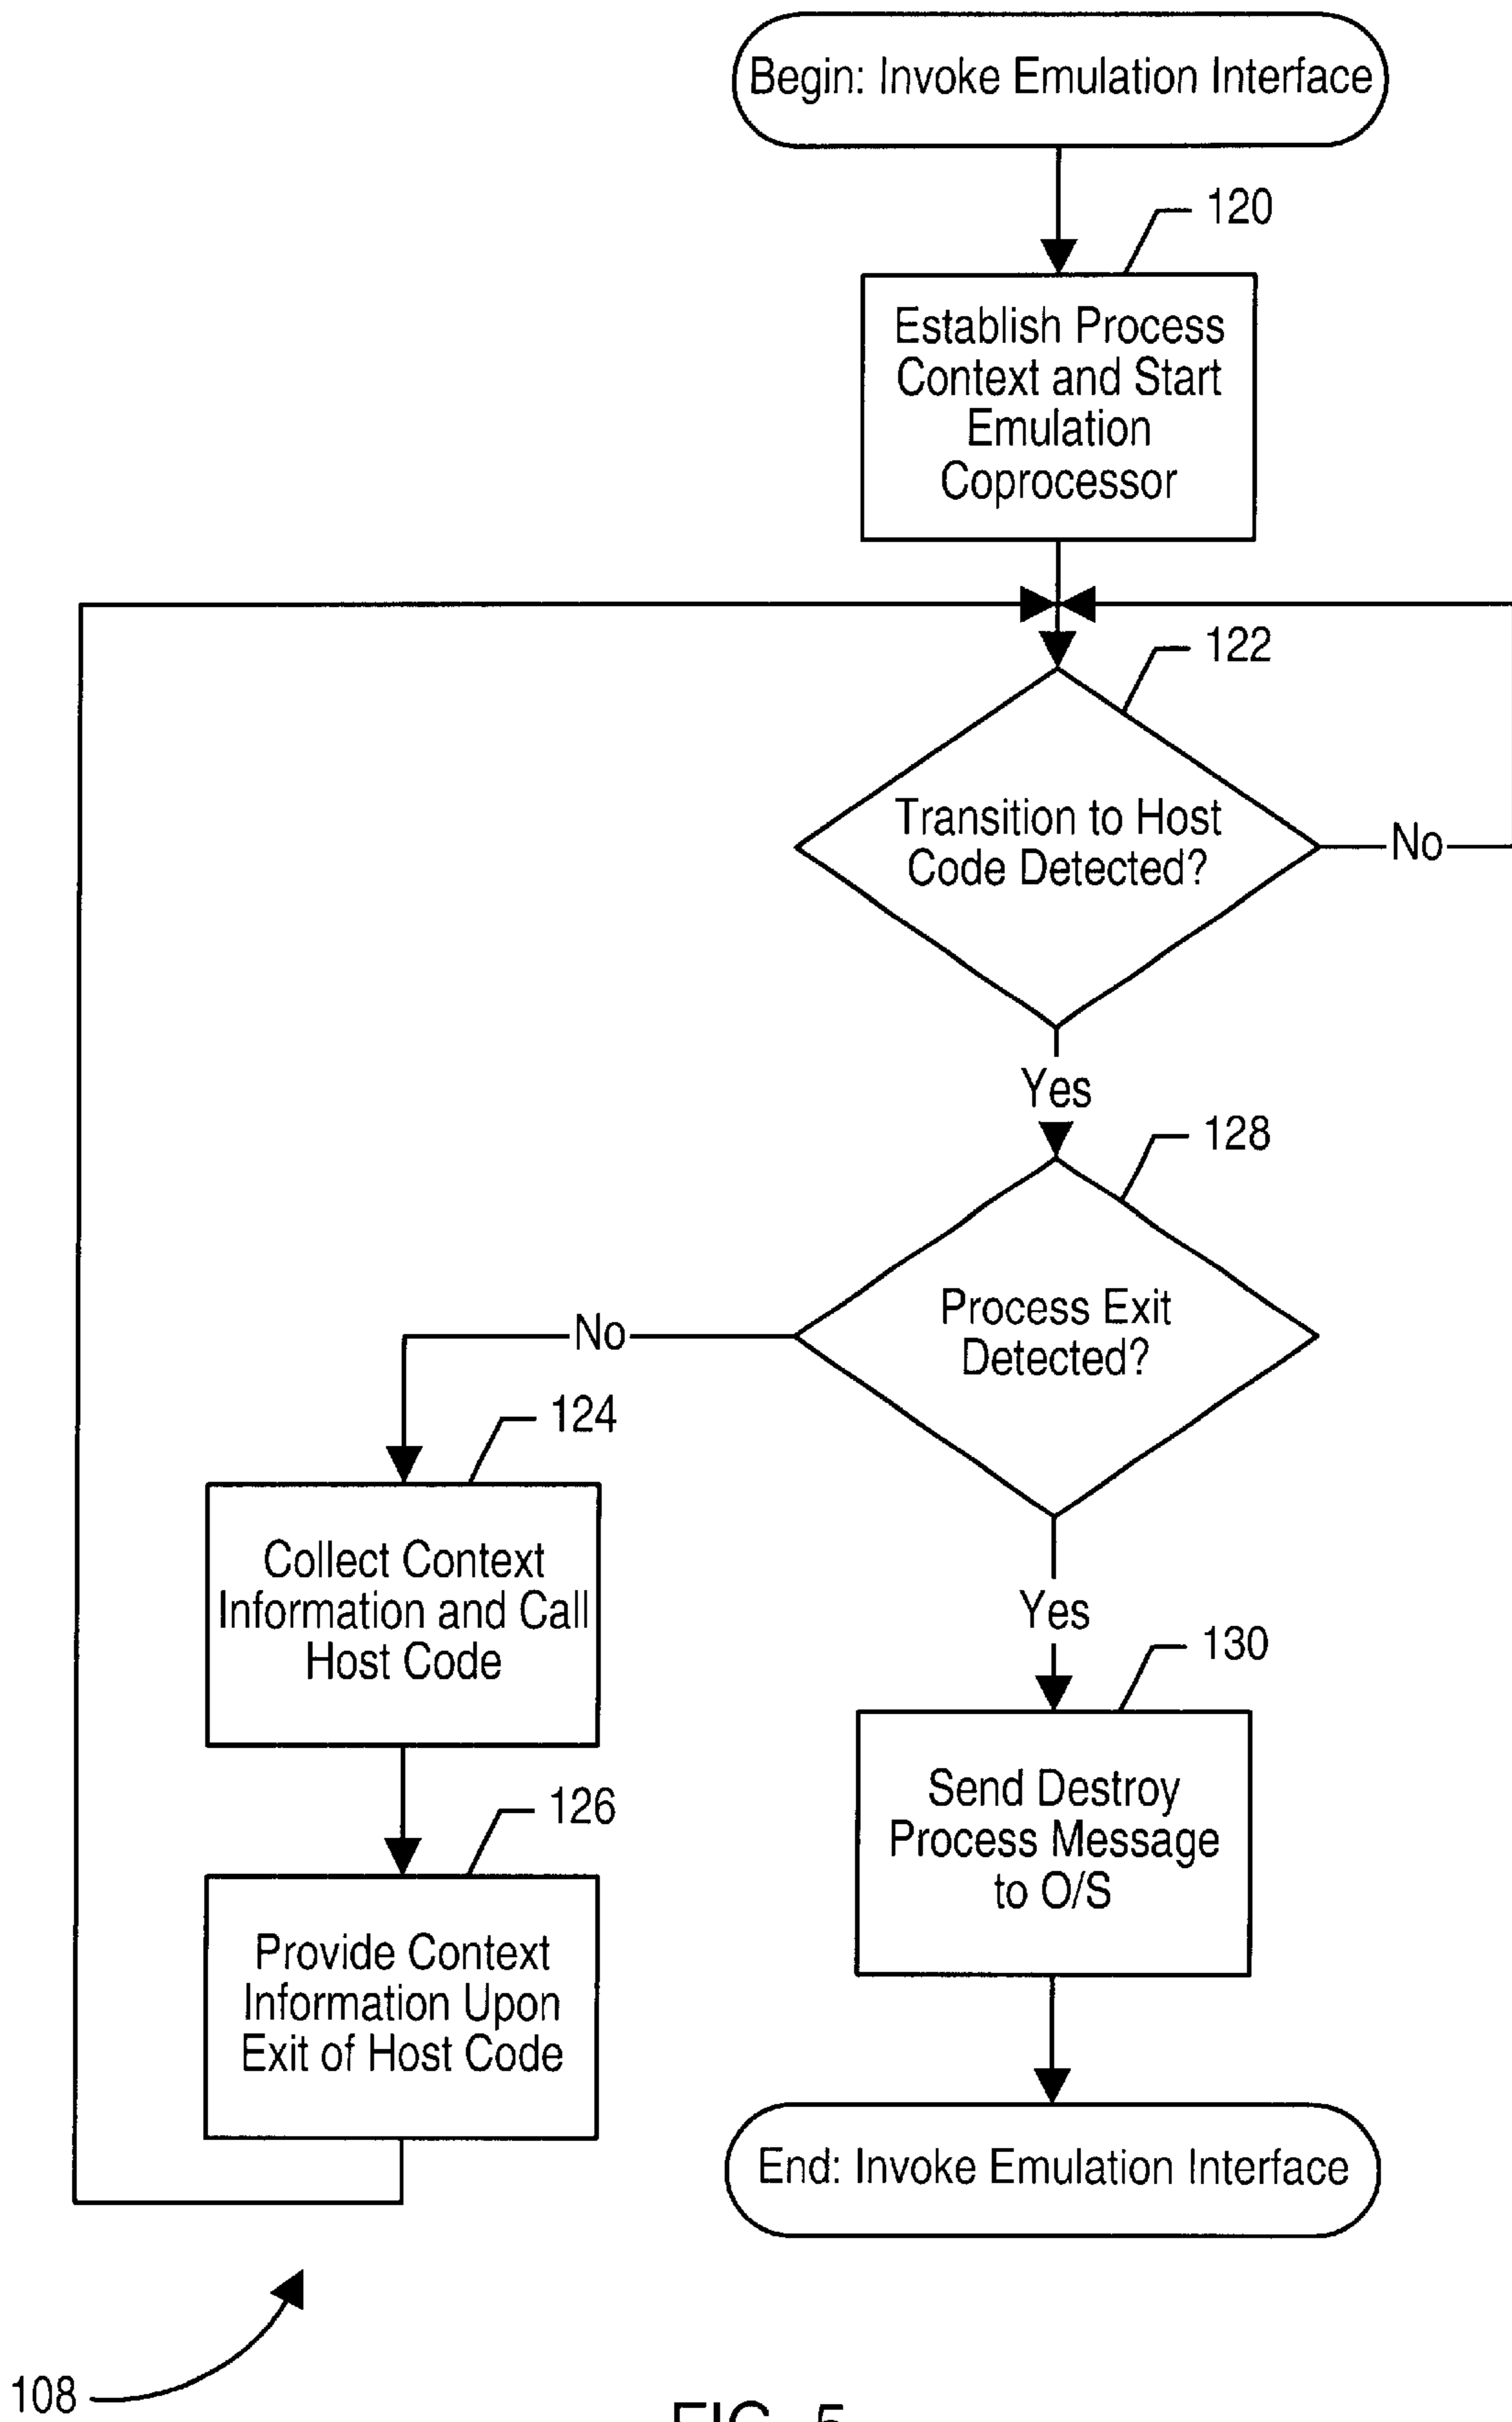 Begin: Invoke Emulation Interface
120
Establish Process
Context and Start
Emulation
Coprocessor
122
Transition to Host
Code Detected?
No
Yes
128
Process Exit
Detected?
No
124
Collect Context
Information and Call
Host Code
Yes
130
Send Destroy
Process Message
to O/S
126
Provide Context
Information Upon
Exit of Host Code
End: Invoke Emulation Interface
108
FIG. 5